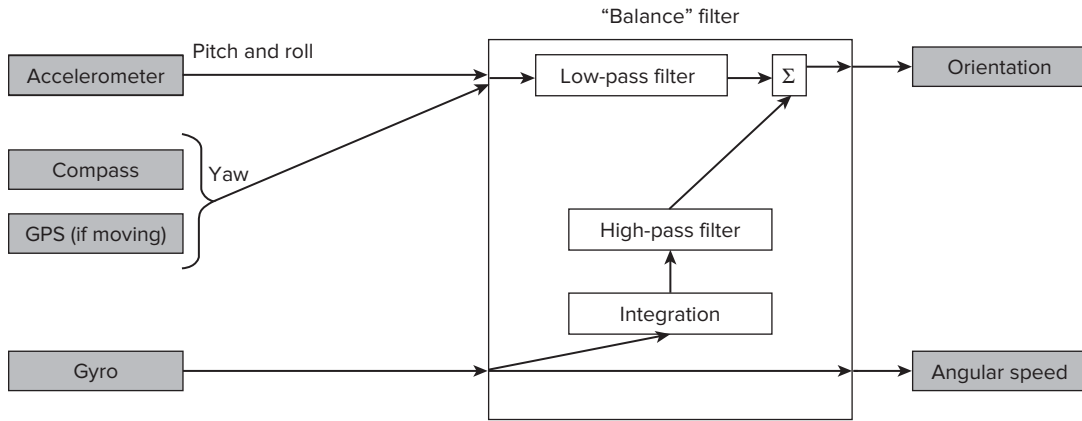 “Balance” filter
Pitch and roll
Accelerometer
Low-pass filter
Σ
Orientation
Compass
Yaw
GPS (if moving)
High-pass filter
Integration
Gyro
Angular speed